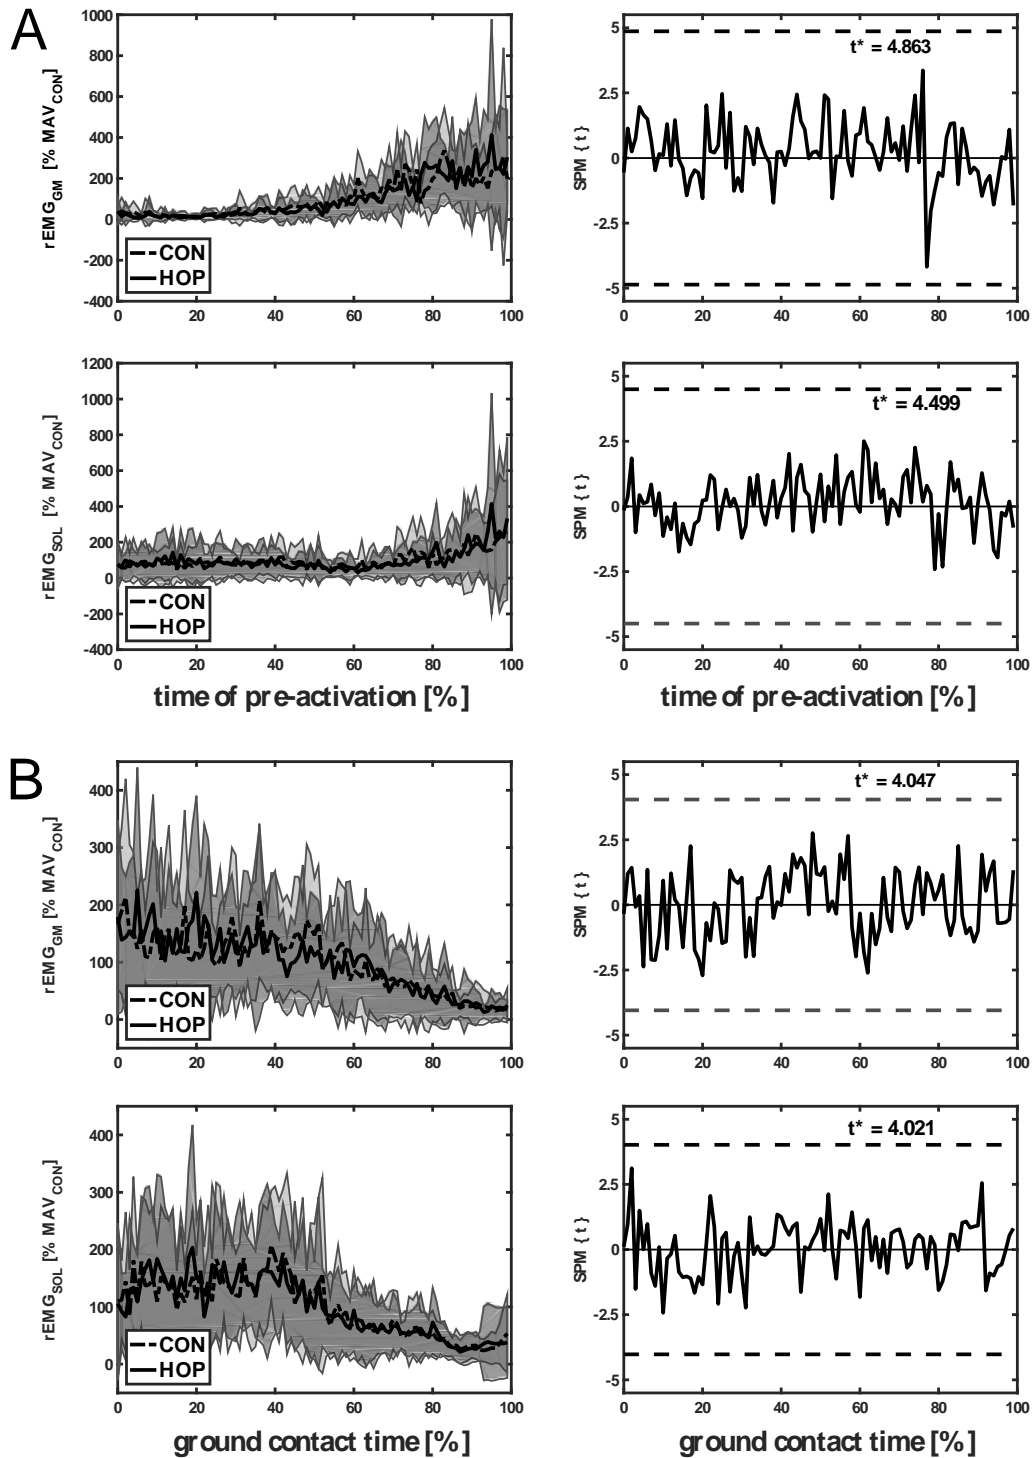 A
rEMG_GM [% MAV_CON]
1000
800
600
400
200
0
-200
-400
CON
HOP
0 20 40 60 80 100
SPM {t}
5
2.5
0
-2.5
-5
t* = 4.863
0 20 40 60 80 100
rEMG_SOL [% MAV_CON]
1200
1000
800
600
400
200
0
-200
-400
CON
HOP
0 20 40 60 80 100
time of pre-activation [%]
SPM {t}
5
2.5
0
-2.5
-5
t* = 4.499
0 20 40 60 80 100
time of pre-activation [%]
B
rEMG_GM [% MAV_CON]
400
300
200
100
0
CON
HOP
0 20 40 60 80 100
SPM {t}
5
2.5
0
-2.5
-5
t* = 4.047
0 20 40 60 80 100
rEMG_SOL [% MAV_CON]
400
300
200
100
0
CON
HOP
0 20 40 60 80 100
ground contact time [%]
SPM {t}
5
2.5
0
-2.5
-5
t* = 4.021
0 20 40 60 80 100
ground contact time [%]